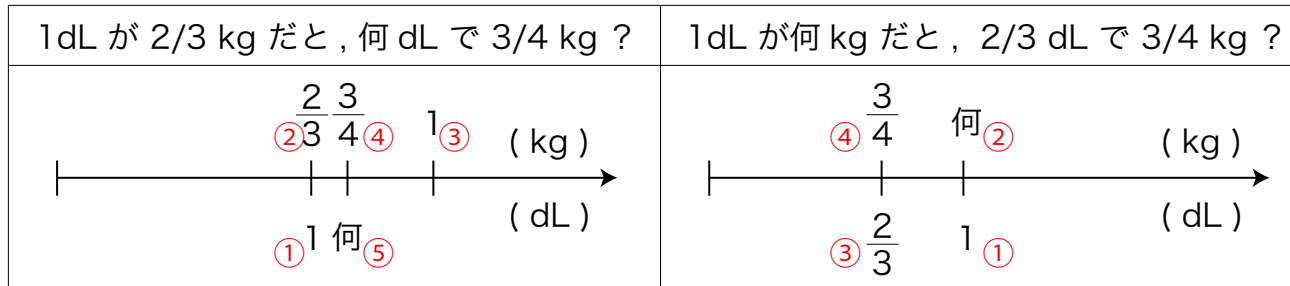 1dL が 2/3 kg だと , 何 dL で 3/4 kg ?
2/3 ② 3/4 ④ 1 ③ ( kg )
① 1 何 ⑤ ( dL )
1dL が何 kg だと , 2/3 dL で 3/4 kg ?
④ 3/4 何 ② ( kg )
③ 2/3 1 ① ( dL )